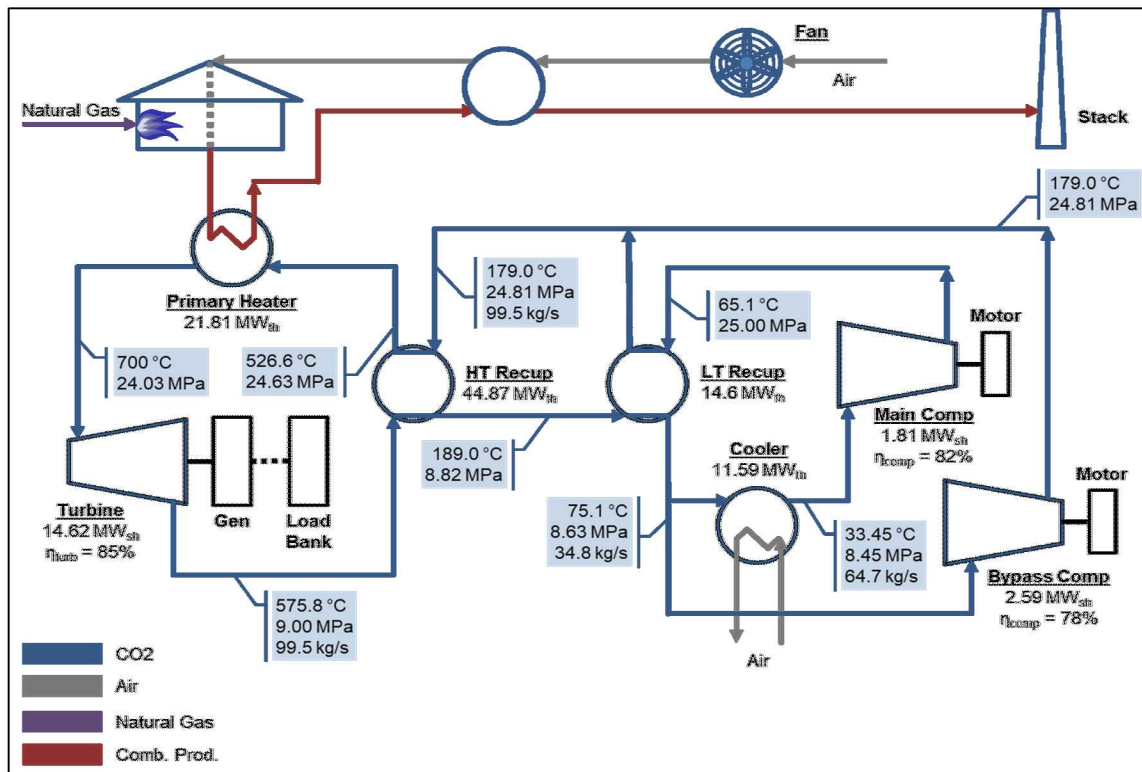 Fan
Air
Natural Gas
Stack
179.0 °C
24.81 MPa
Primary Heater
21.81 MWth
179.0 °C
24.81 MPa
99.5 kg/s
65.1 °C
25.00 MPa
Motor
700 °C
24.03 MPa
526.6 °C
24.63 MPa
HT Recup
44.87 MWth
LT Recup
14.6 MWth
Main Comp
1.81 MWsh
ηcomp = 82%
189.0 °C
8.82 MPa
Cooler
11.59 MWth
Motor
Turbine
14.62 MWsh
ηturb = 85%
Gen
Load
Bank
75.1 °C
8.63 MPa
34.8 kg/s
33.45 °C
8.45 MPa
64.7 kg/s
Bypass Comp
2.59 MWsh
ηcomp = 78%
575.8 °C
9.00 MPa
99.5 kg/s
Air
CO2
Air
Natural Gas
Comb. Prod.